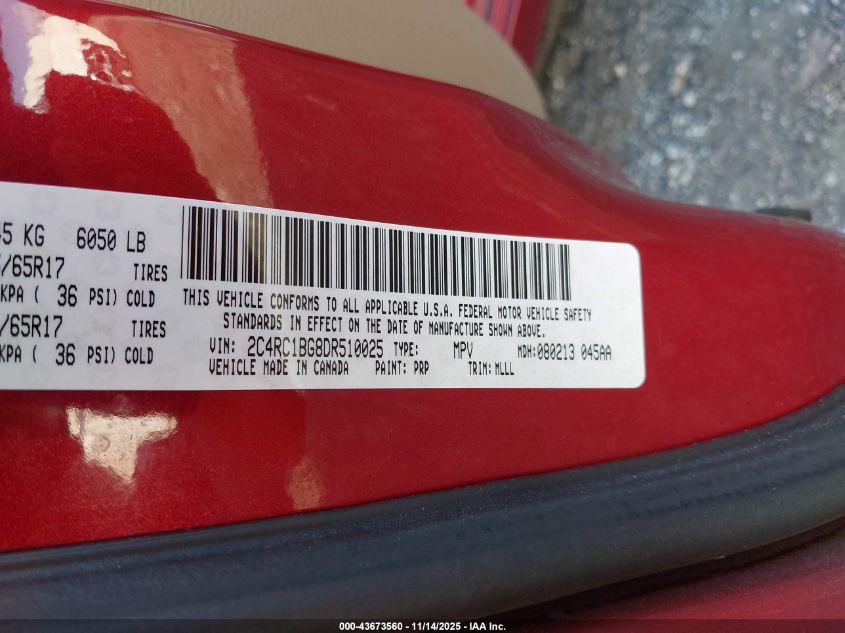 45 KG 6050 LB
/65R17 TIRES
KPA ( 36 PSI) COLD
/65R17 TIRES
KPA ( 36 PSI) COLD
THIS VEHICLE CONFORMS TO ALL APPLICABLE U.S.A. FEDERAL MOTOR VEHICLE SAFETY
STANDARDS IN EFFECT ON THE DATE OF MANUFACTURE SHOWN ABOVE.
VIN: 2C4RC1BG8DR510025 TYPE: MPV MDH:080213 045AA
VEHICLE MADE IN CANADA PAINT: PRP TRIM:MLLL
000-43673560 - 11/14/2025 - IAA Inc.